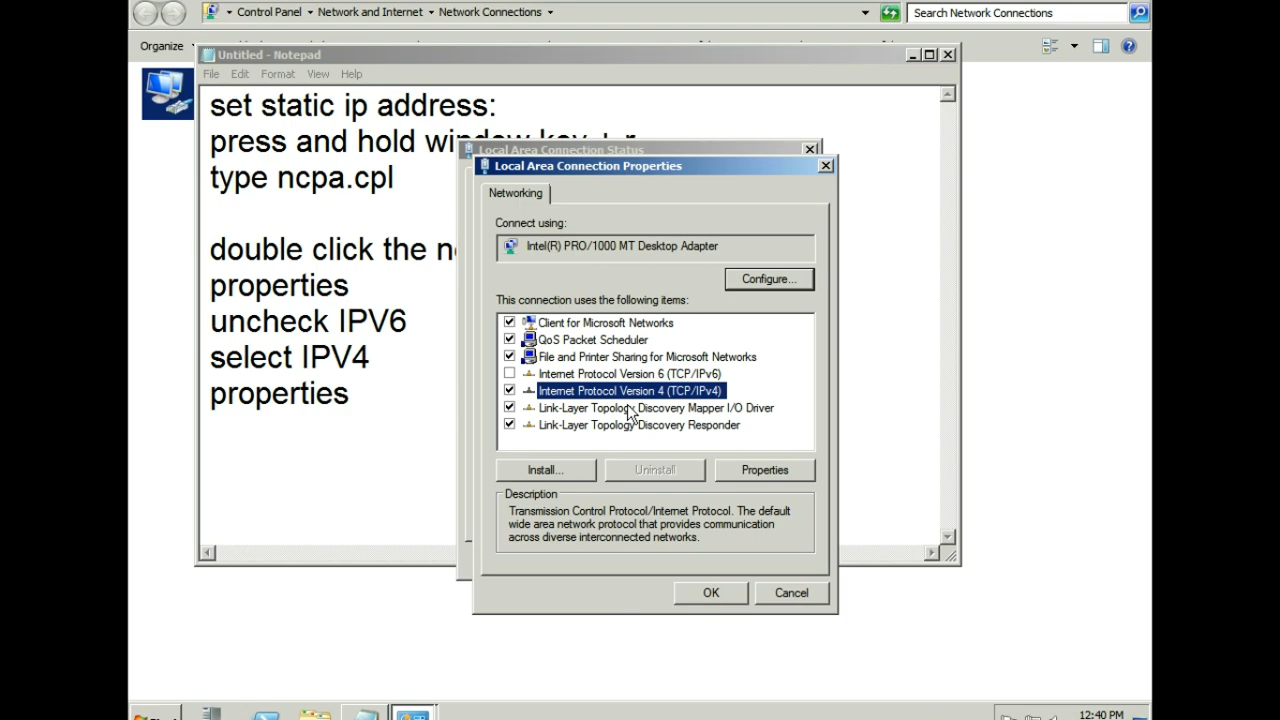 Control Panel
Network and Internet
Network Connections
Search Network Connections
Organize
Untitled - Notepad
File Edit Format View Help
set static ip address:
press and hold window key + r
type ncpa.cpl
double click the n
properties
uncheck IPV6
select IPV4
properties
Local Area Connection Status
Local Area Connection Properties
Networking
Connect using:
Intel(R) PRO/1000 MT Desktop Adapter
Configure...
This connection uses the following items:
Client for Microsoft Networks
QoS Packet Scheduler
File and Printer Sharing for Microsoft Networks
Internet Protocol Version 6 (TCP/IPv6)
Internet Protocol Version 4 (TCP/IPv4)
Link-Layer Topology Discovery Mapper I/O Driver
Link-Layer Topology Discovery Responder
Install...
Uninstall
Properties
Description
Transmission Control Protocol/Internet Protocol. The default
wide area network protocol that provides communication
across diverse interconnected networks.
OK
Cancel
12:40 PM